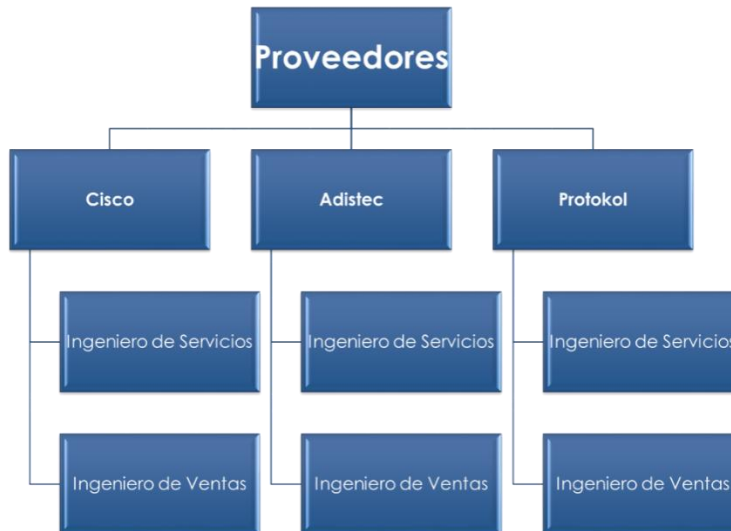 Proveedores
Cisco
Adistec
Protokol
Ingeniero de Servicios
Ingeniero de Servicios
Ingeniero de Servicios
Ingeniero de Ventas
Ingeniero de Ventas
Ingeniero de Ventas